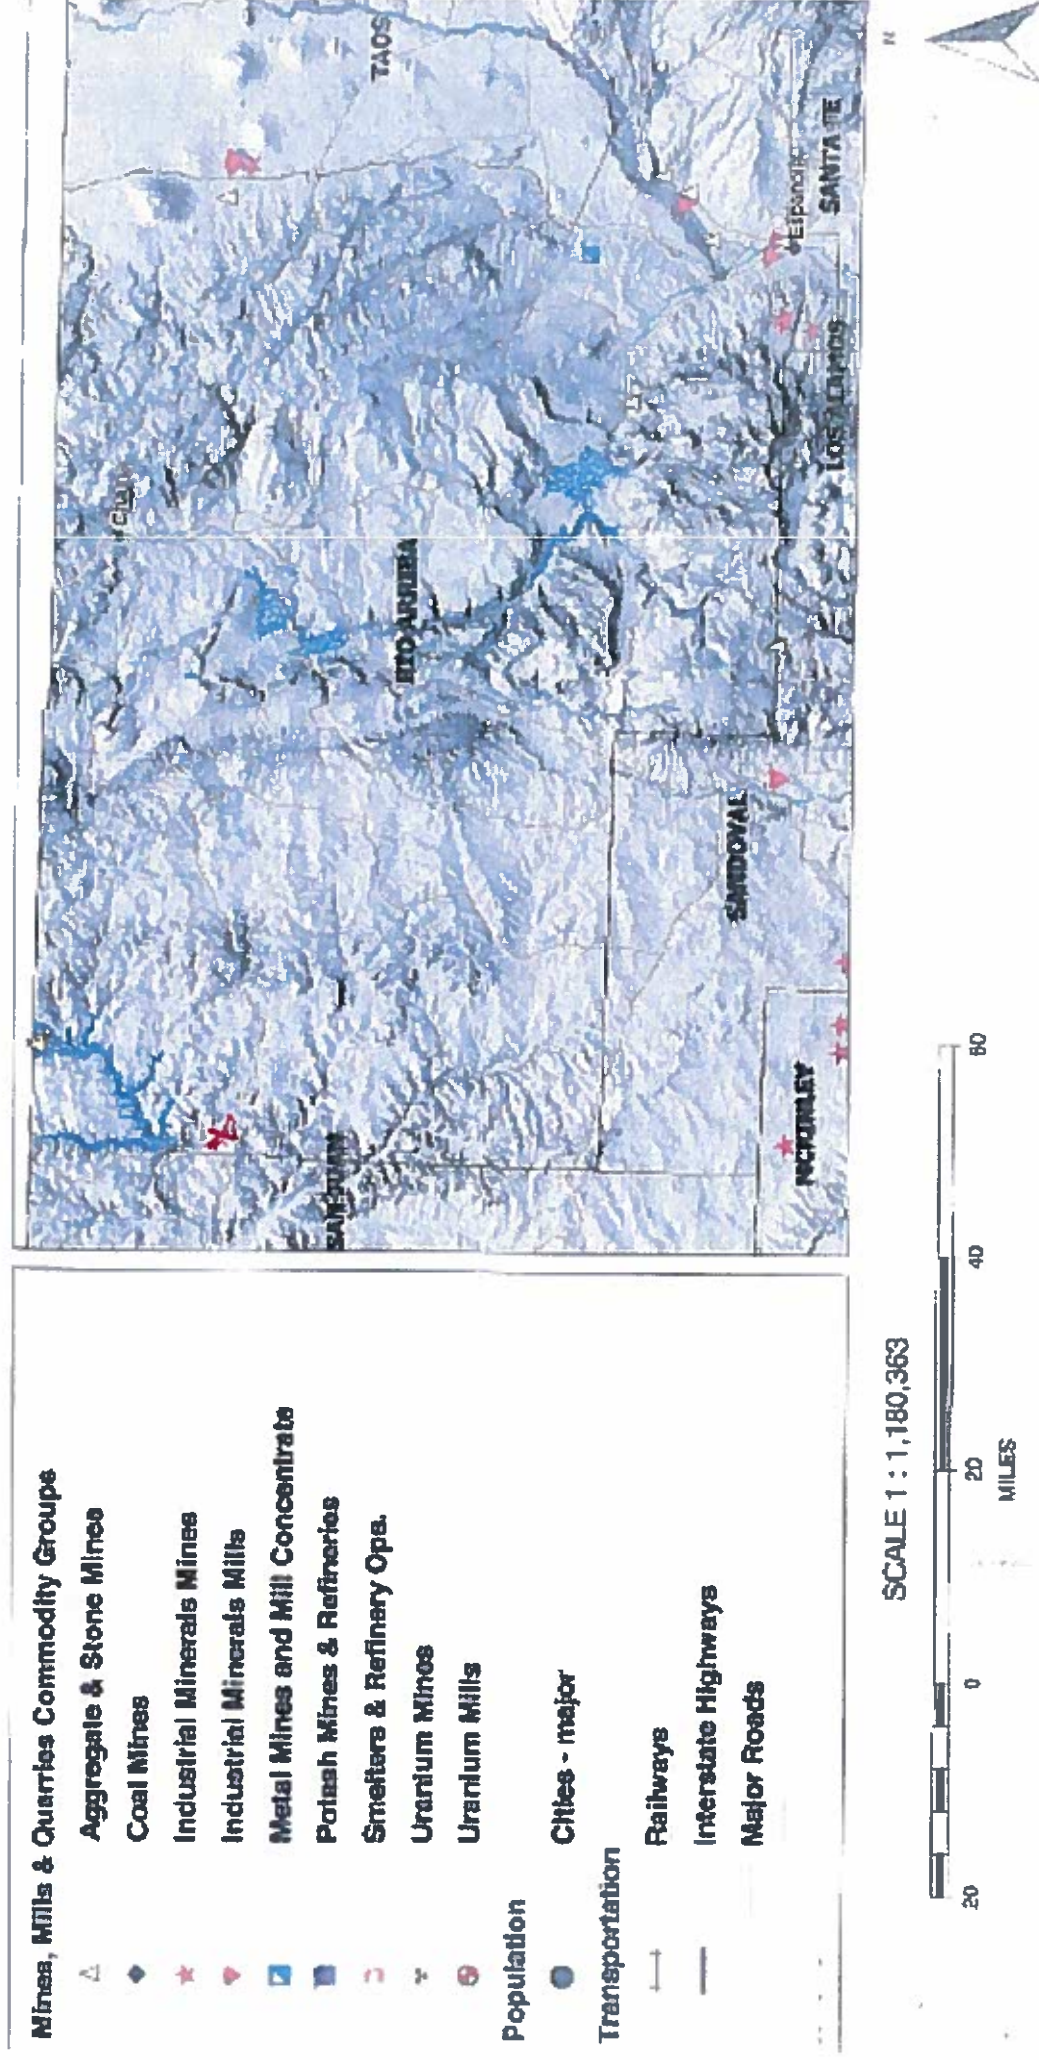 Mines, Mills & Quarries Commodity Groups
Aggregate & Stone Mines
Coal Mines
Industrial Minerals Mines
Industrial Minerals Mills
Metal Mines and Mill Concentrate
Potash Mines & Refineries
Smelters & Refinery Ops.
Uranium Mines
Uranium Mills
Population
Cities - major
Transportation
Railways
Interstate Highways
Major Roads
SAN JUAN
RIO ARRIBA
TAOS
MCKINLEY
SANDOVAL
LOS ALAMOS
Espanola
SANTA FE
SCALE 1 : 1,180,363
20 0 20 40 60
MILES
N